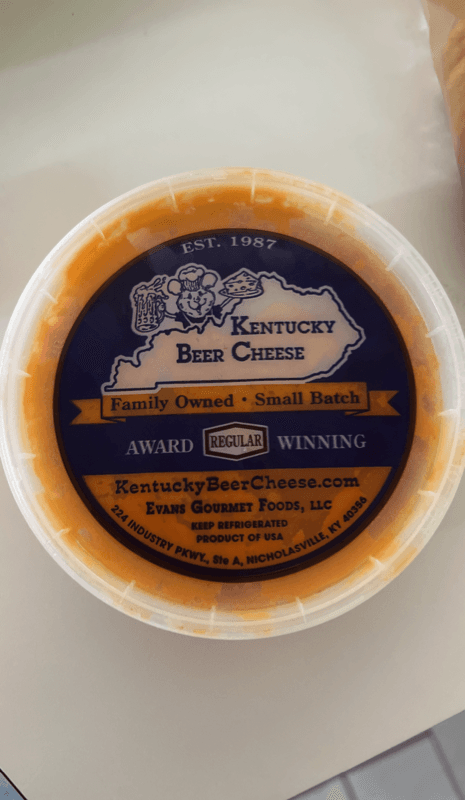 EST. 1987
KENTUCKY
BEER CHEESE
Family Owned • Small Batch
AWARD REGULAR WINNING
KentuckyBeerCheese.com
EVANS GOURMET FOODS, LLC
KEEP REFRIGERATED
PRODUCT OF USA
224 INDUSTRY PKWY., Ste A, NICHOLASVILLE, KY 40356